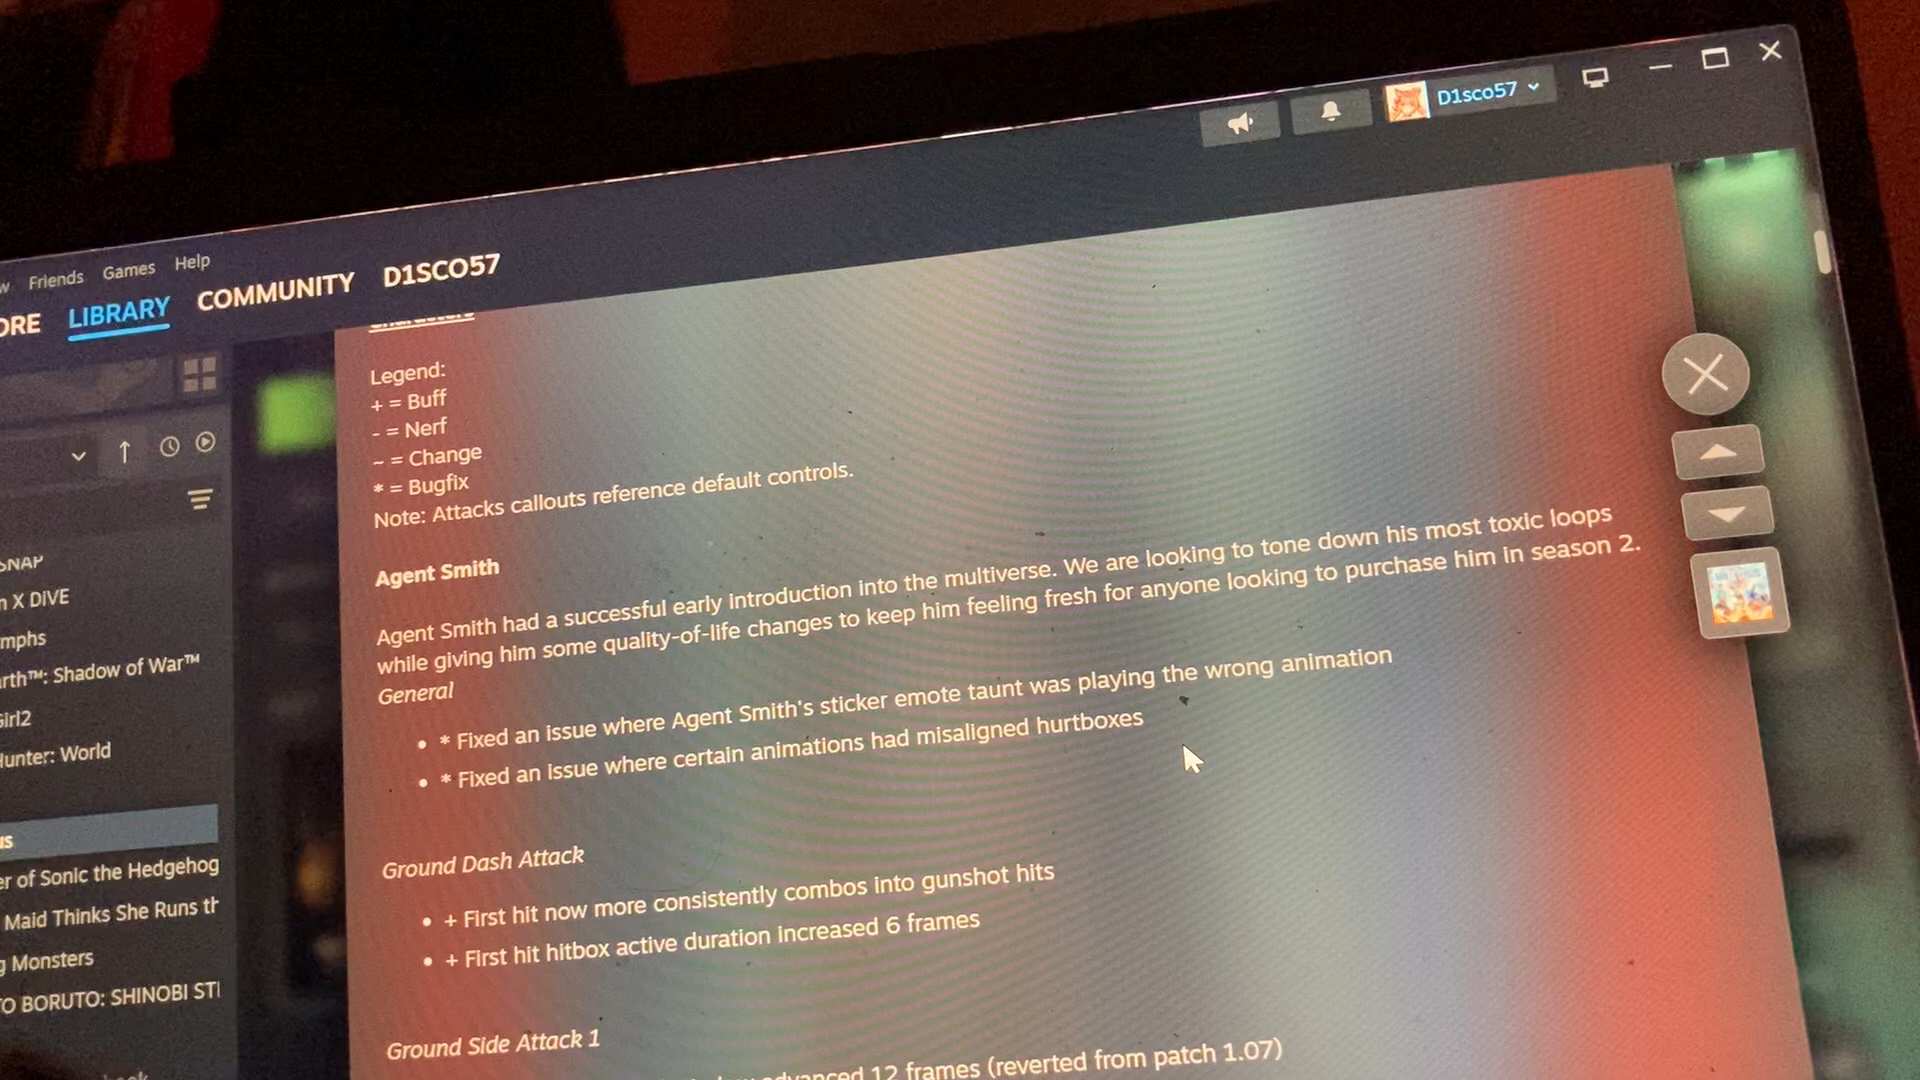 D1sco57
Friends Games Help
LIBRARY COMMUNITY D1SCO57
Characters
Legend:
+ = Buff
- = Nerf
~ = Change
* = Bugfix
Note: Attacks callouts reference default controls.
Agent Smith
Agent Smith had a successful early introduction into the multiverse. We are looking to tone down his most toxic loops
while giving him some quality-of-life changes to keep him feeling fresh for anyone looking to purchase him in season 2.
General
• * Fixed an issue where Agent Smith's sticker emote taunt was playing the wrong animation
• * Fixed an issue where certain animations had misaligned hurtboxes
Ground Dash Attack
• + First hit now more consistently combos into gunshot hits
• + First hit hitbox active duration increased 6 frames
Ground Side Attack 1
advanced 12 frames (reverted from patch 1.07)
SNAP
X DiVE
mphs
rth™: Shadow of War™
Girl2
Hunter: World
us
er of Sonic the Hedgehog
Maid Thinks She Runs th
g Monsters
TO BORUTO: SHINOBI STI